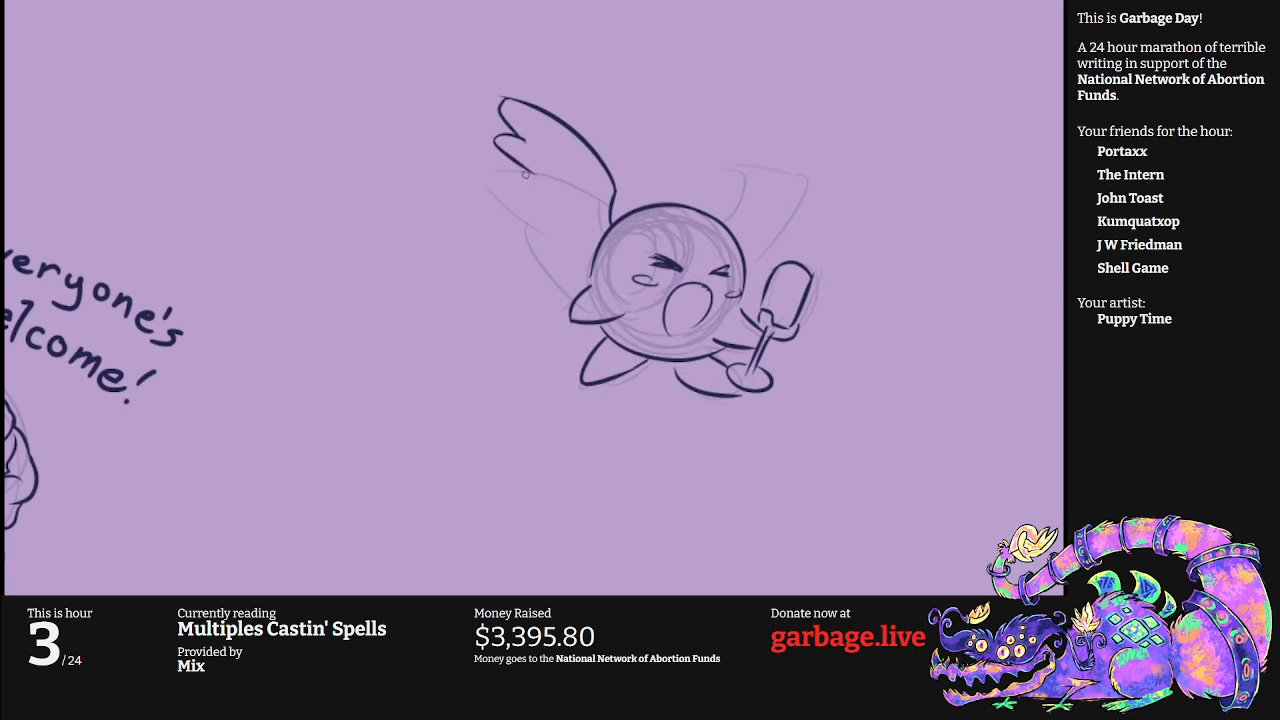 This is Garbage Day!
A 24 hour marathon of terrible
writing in support of the
National Network of Abortion
Funds.
Your friends for the hour:
Portaxx
The Intern
John Toast
Kumquatxop
J W Friedman
Shell Game
Your artist:
Puppy Time
veryone's
elcome!
This is hour
3/24
Currently reading
Multiples Castin' Spells
Provided by
Mix
Money Raised
$3,395.80
Money goes to the National Network of Abortion Funds
Donate now at
garbage.live